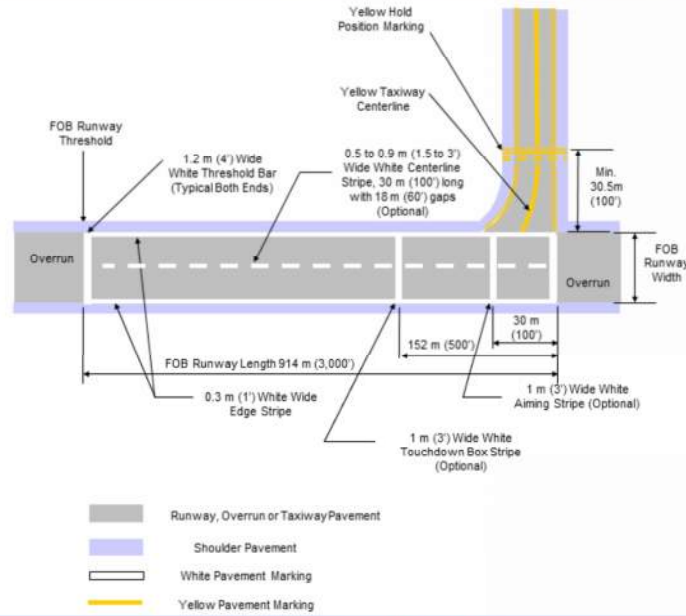 Yellow Hold
Position Marking
Yellow Taxiway
Centerline
FOB Runway
Threshold
1.2 m (4') Wide
White Threshold Bar
(Typical Both Ends)
0.5 to 0.9 m (1.5 to 3')
Wide White Centerline
Stripe, 30 m (100') long
with 18 m (60') gaps
(Optional)
Min.
30.5m
(100')
Overrun
Overrun
FOB
Runway
Width
30 m
(100')
152 m (500')
FOB Runway Length 914 m (3,000')
0.3 m (1') White Wide
Edge Stripe
1 m (3') Wide White
Aiming Stripe (Optional)
1 m (3') Wide White
Touchdown Box Stripe
(Optional)
Runway, Overrun or Taxiway Pavement
Shoulder Pavement
White Pavement Marking
Yellow Pavement Marking